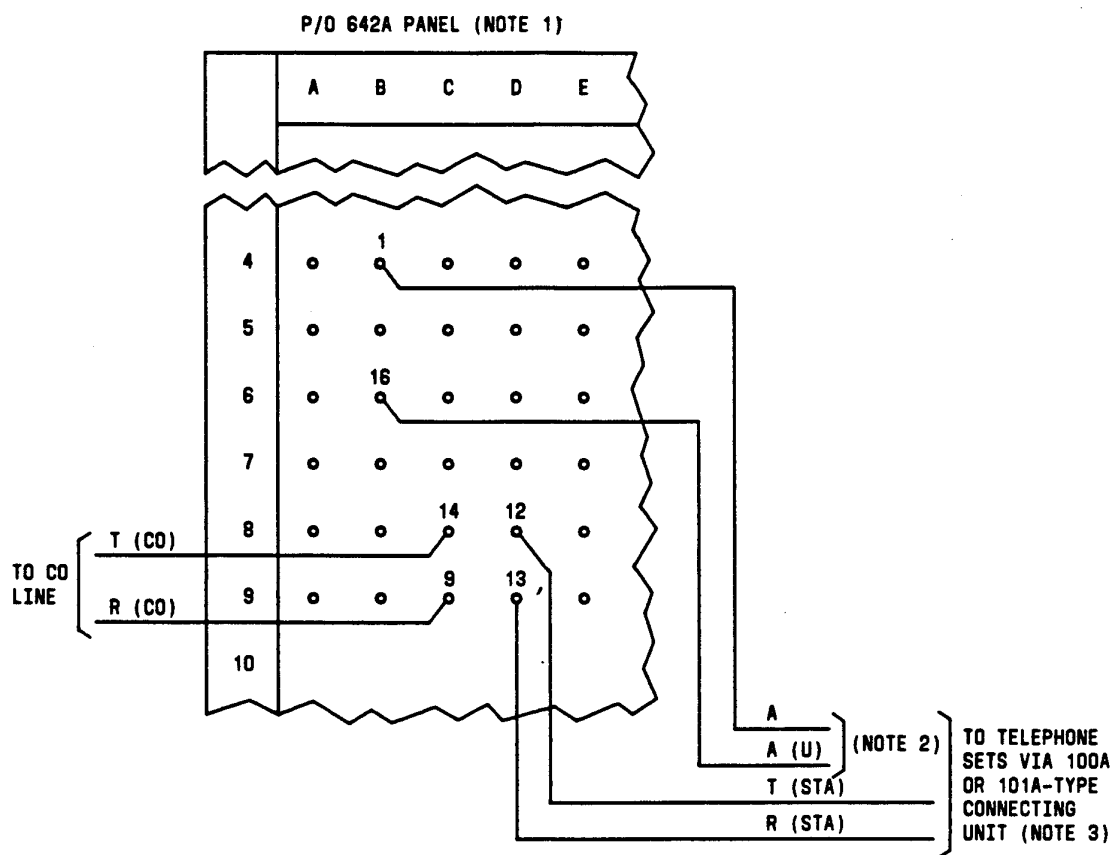 P/O 642A PANEL (NOTE 1)
A B C D E
1
4
5
16
6
7
14 12
8
T (CO)
9 13
9
TO CO
LINE
R (CO)
10
A
A (U)
(NOTE 2)
T (STA)
R (STA)
TO TELEPHONE
SETS VIA 100A
OR 101A-TYPE
CONNECTING
UNIT (NOTE 3)